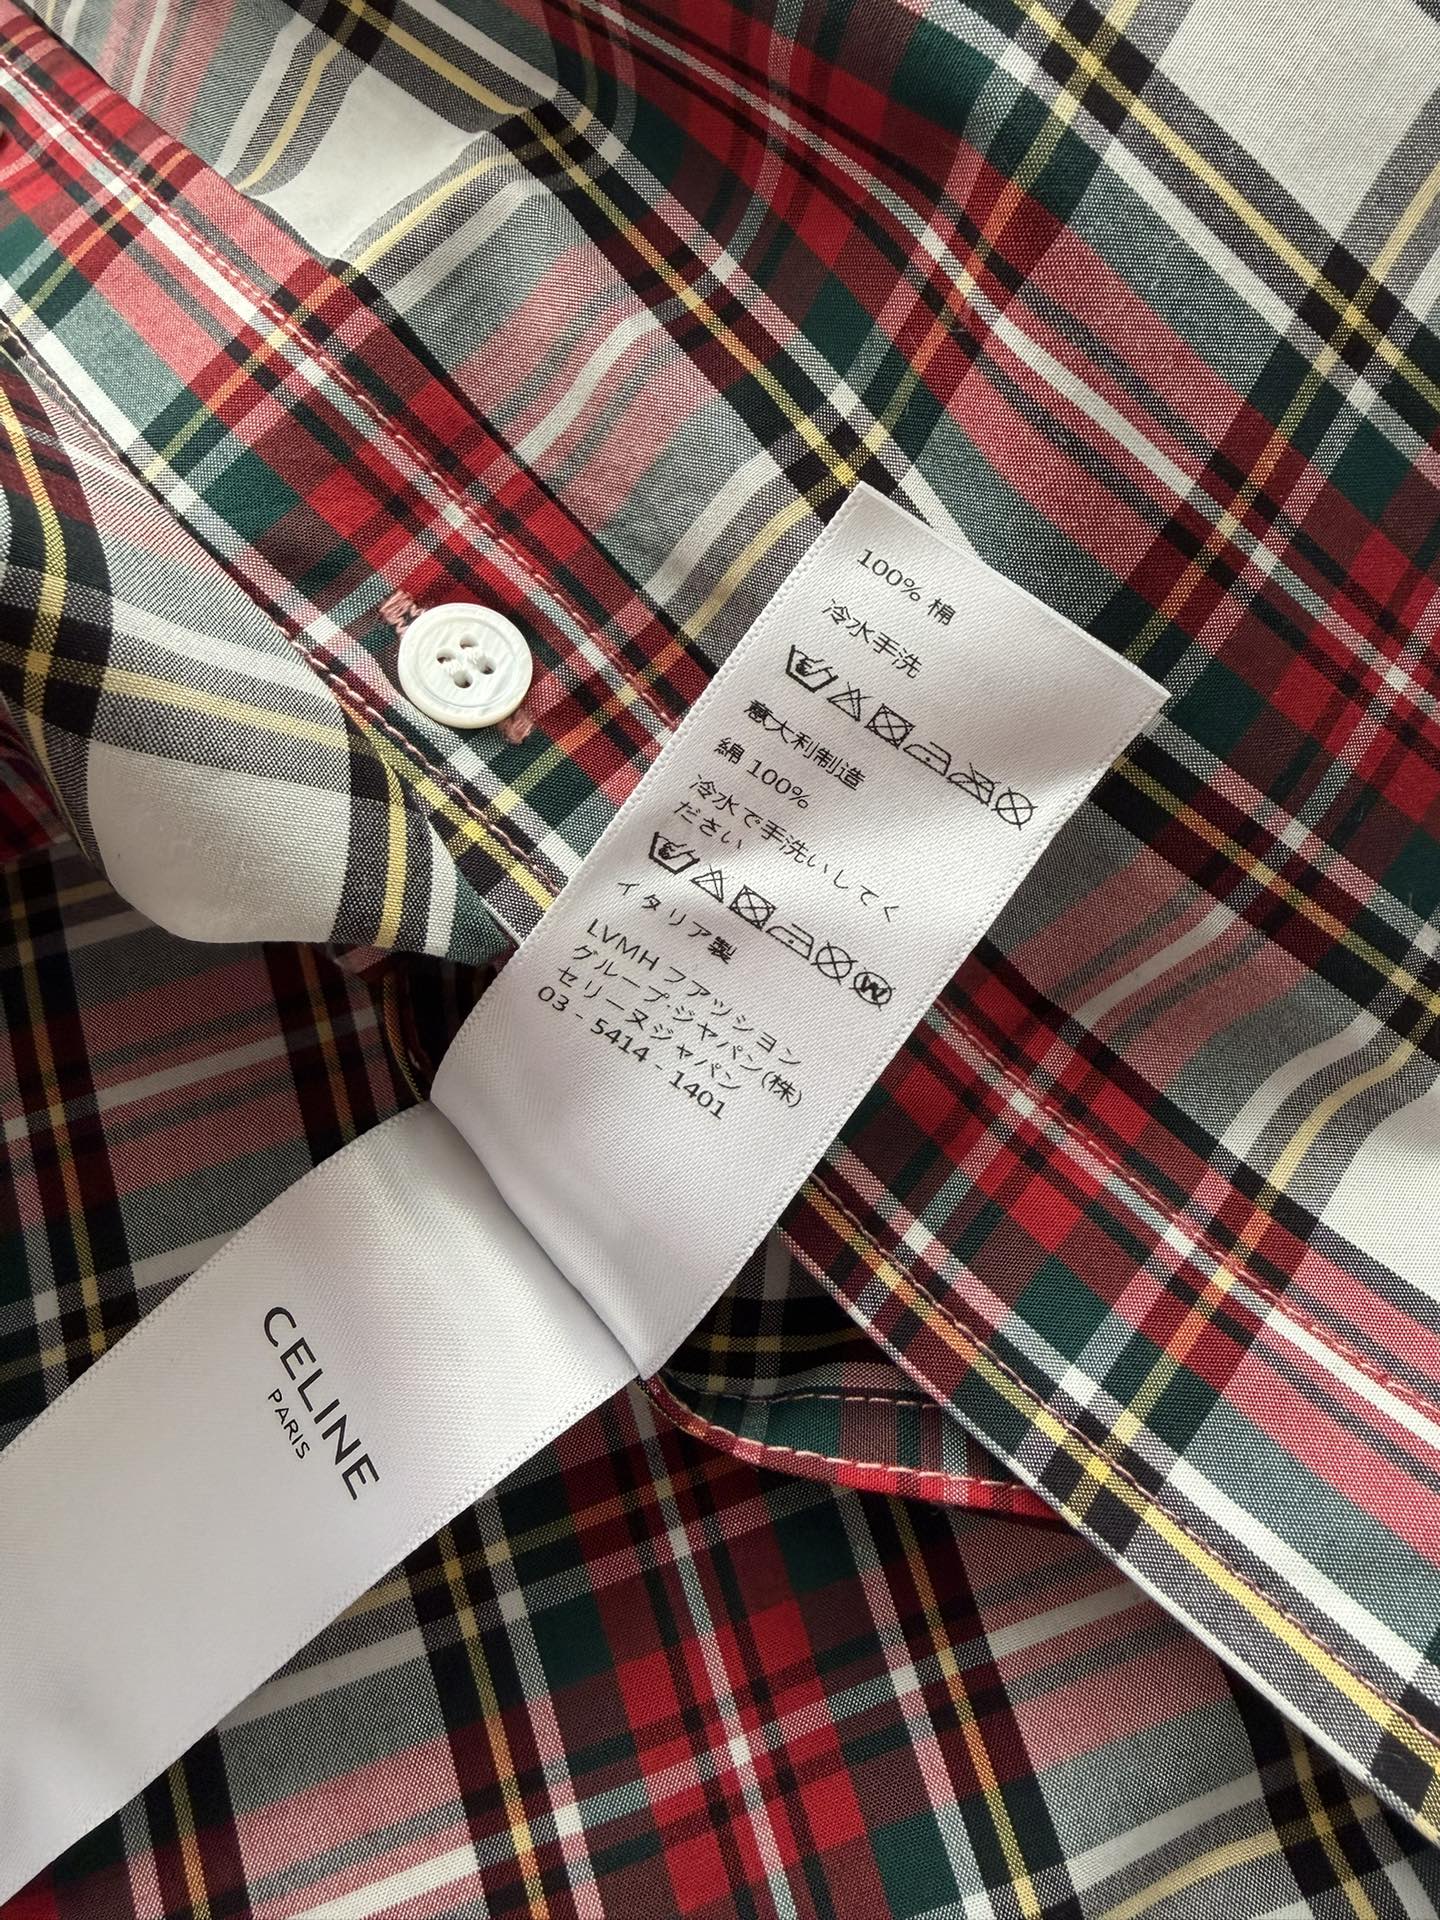 100% 棉
冷水手洗
意大利制造
綿 100%
冷水で手洗いしてく
ださい
イタリア製
LVMH ファッション
グループ·ジャパン(株)
セリーヌジャパン
03 - 5414 - 1401
CELINE
PARIS